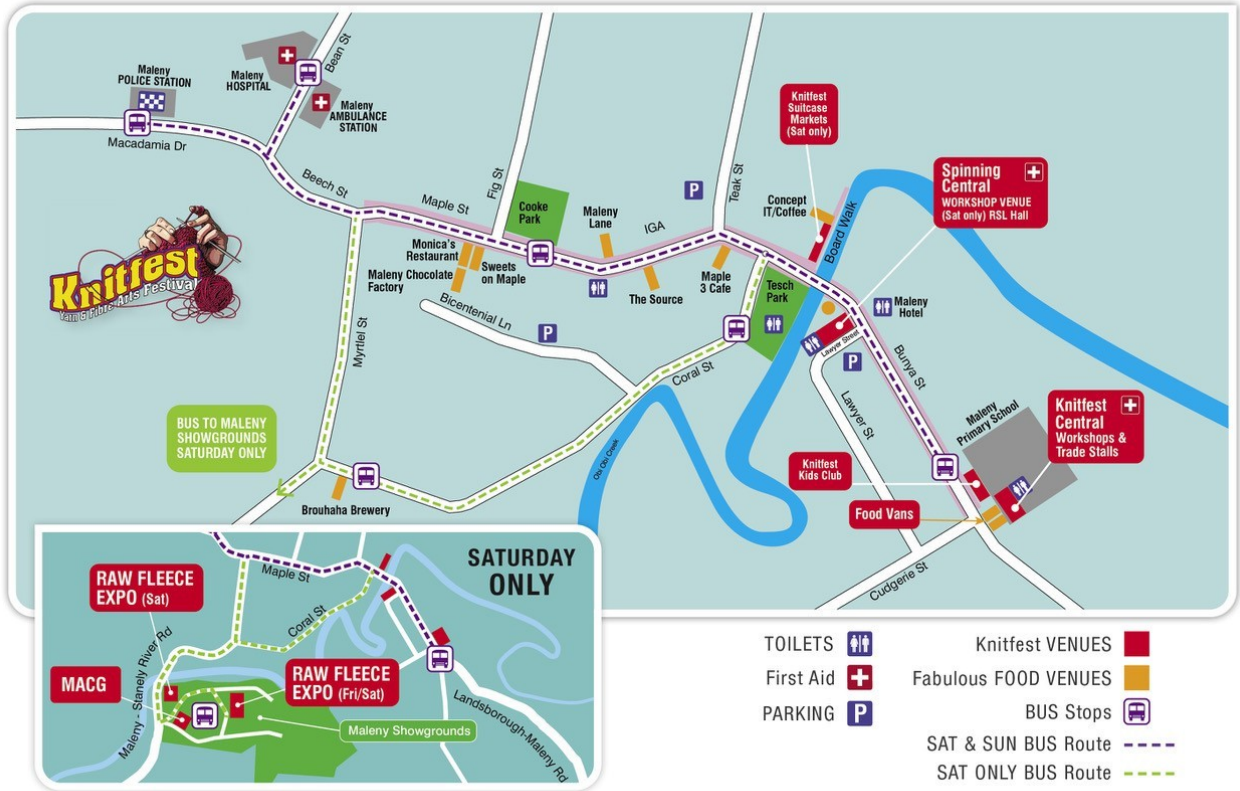 Maleny
POLICE STATION
Macadamia Dr
Maleny
HOSPITAL
Bean St
Maleny
AMBULANCE
STATION
Beech St
Knitfest
Yarn & Fibre Arts Festival
Maple St
Fig St
Cooke
Park
Monica's
Restaurant
Maleny Chocolate
Factory
Sweets
on Maple
Maleny
Lane
IGA
The Source
P
Teak St
Maple
3 Cafe
Knitfest
Suitcase
Markets
(Sat only)
Concept
IT/Coffee
Board Walk
Spinning
Central
WORKSHOP VENUE
(Sat only) RSL Hall
Tesch
Park
Maleny
Hotel
Lawyer Street
P
Bunya St
Lawyer St
Bicentenial Ln
P
Coral St
Myrtlel St
Obi Obi Creek
BUS TO MALENY
SHOWGROUNDS
SATURDAY ONLY
Brouhaha Brewery
Maleny
Primary School
Knitfest
Central
Workshops &
Trade Stalls
Knitfest
Kids Club
Food Vans
Cudgerie St
SATURDAY
ONLY
Maple St
RAW FLEECE
EXPO (Sat)
Coral St
Maleny - Stanely River Rd
MACG
RAW FLEECE
EXPO (Fri/Sat)
Maleny Showgrounds
Landsborough-Maleny Rd
TOILETS
First Aid
PARKING P
Knitfest VENUES
Fabulous FOOD VENUES
BUS Stops
SAT & SUN BUS Route
SAT ONLY BUS Route